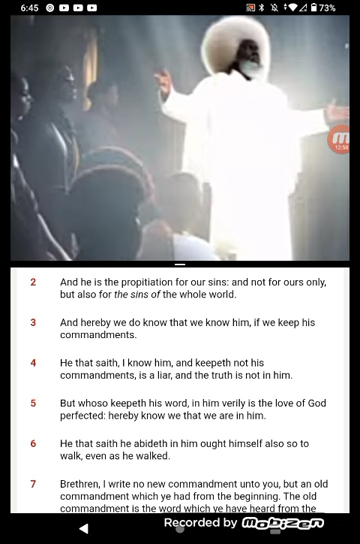 6:45
73%
12:58
2 And he is the propitiation for our sins: and not for ours only,
but also for the sins of the whole world.
3 And hereby we do know that we know him, if we keep his
commandments.
4 He that saith, I know him, and keepeth not his
commandments, is a liar, and the truth is not in him.
5 But whoso keepeth his word, in him verily is the love of God
perfected: hereby know we that we are in him.
6 He that saith he abideth in him ought himself also so to
walk, even as he walked.
7 Brethren, I write no new commandment unto you, but an old
commandment which ye had from the beginning. The old
commandment is the word which ye have heard from the
Recorded by mobizen